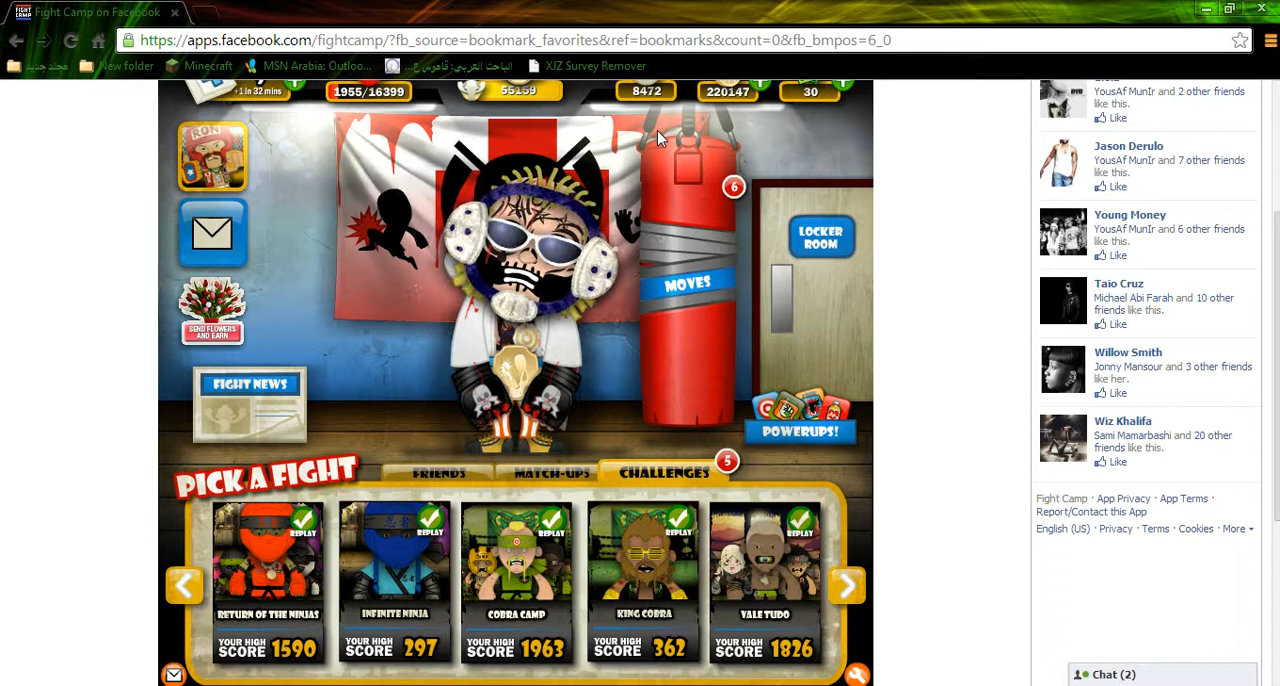 FIGHT CAMP
Fight Camp on Facebook
https://apps.facebook.com/fightcamp/?fb_source=bookmark_favorites&ref=bookmarks&count=0&fb_bmpos=6_0
مجلد جديد New folder Minecraft MSN Arabia: Outloo... الباحث العربي: قاموس ع... XJZ Survey Remover
+1 in 32 mins 1955/16399 55159 8472 220147 30
RON
SEND FLOWERS
AND EARN
FIGHT NEWS
6
MOVES
LOCKER
ROOM
POWERUPS!
PICK A FIGHT FRIENDS MATCH-UPS CHALLENGES 5
REPLAY REPLAY REPLAY REPLAY REPLAY
RETURN OF THE NINJAS INFINITE NINJA COBRA CAMP KING COBRA VALE TUDO
YOUR HIGH SCORE 1590 YOUR HIGH SCORE 297 YOUR HIGH SCORE 1963 YOUR HIGH SCORE 362 YOUR HIGH SCORE 1826
YousAf MunIr and 2 other friends
like this.
Like
Jason Derulo
YousAf MunIr and 7 other friends
like this.
Like
Young Money
YousAf MunIr and 6 other friends
like this.
Like
Taio Cruz
Michael Abi Farah and 10 other
friends like this.
Like
Willow Smith
Jonny Mansour and 3 other friends
like her.
Like
Wiz Khalifa
Sami Mamarbashi and 20 other
friends like this.
Like
Fight Camp · App Privacy · App Terms ·
Report/Contact this App
English (US) · Privacy · Terms · Cookies · More
Chat (2)